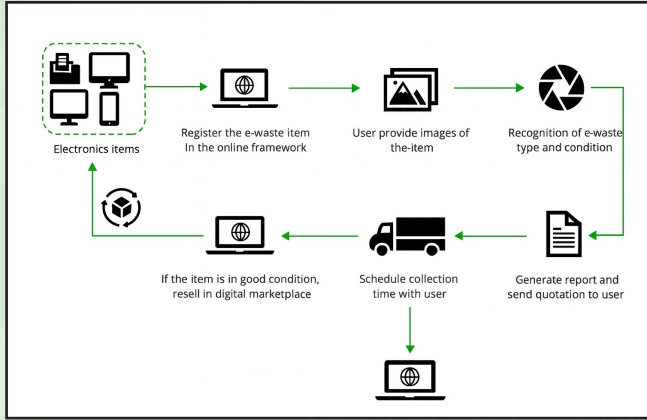 Electronics items
Register the e-waste item
In the online framework
User provide images of
the-item
Recognition of e-waste
type and condition
If the item is in good condition,
resell in digital marketplace
Schedule collection
time with user
Generate report and
send quotation to user